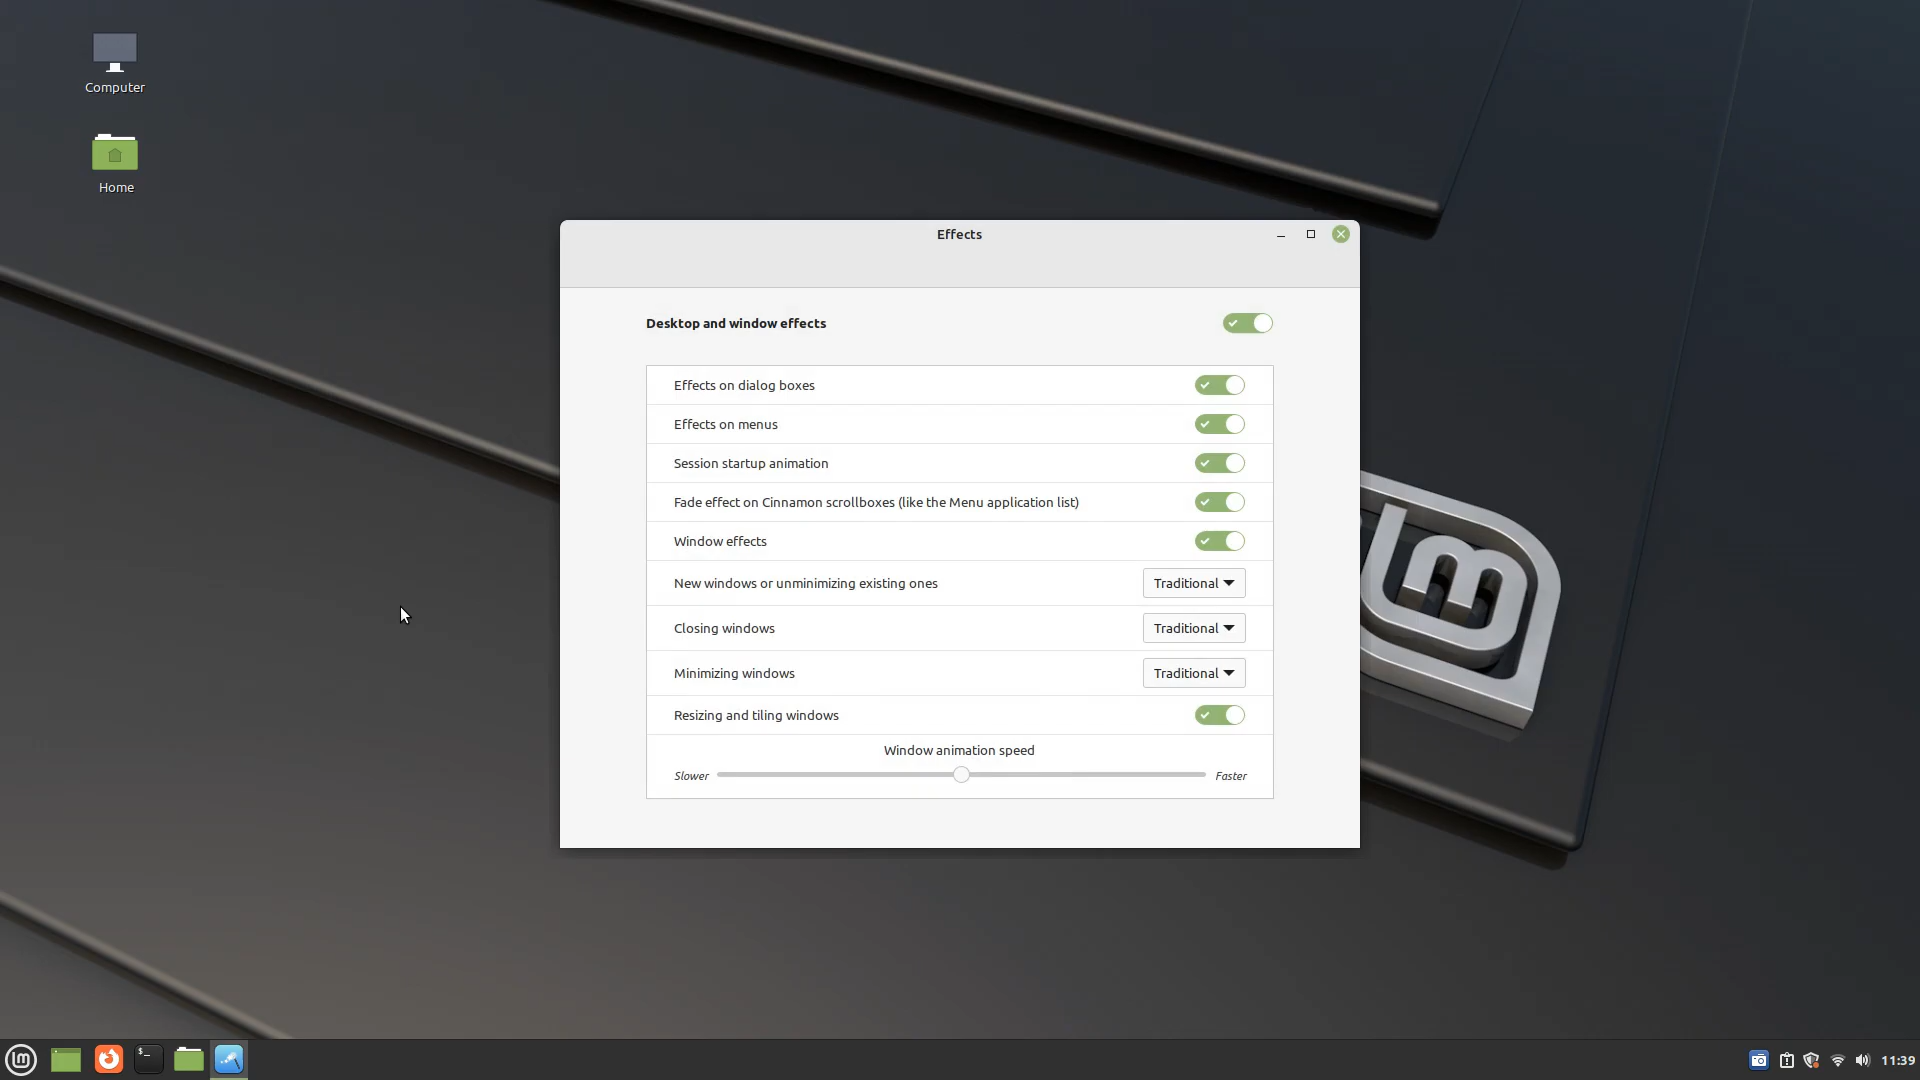 Computer
Home
Effects
Desktop and window effects
Effects on dialog boxes
Effects on menus
Session startup animation
Fade effect on Cinnamon scrollboxes (like the Menu application list)
Window effects
New windows or unminimizing existing ones Traditional
Closing windows Traditional
Minimizing windows Traditional
Resizing and tiling windows
Window animation speed
Slower Faster
$_
11:39